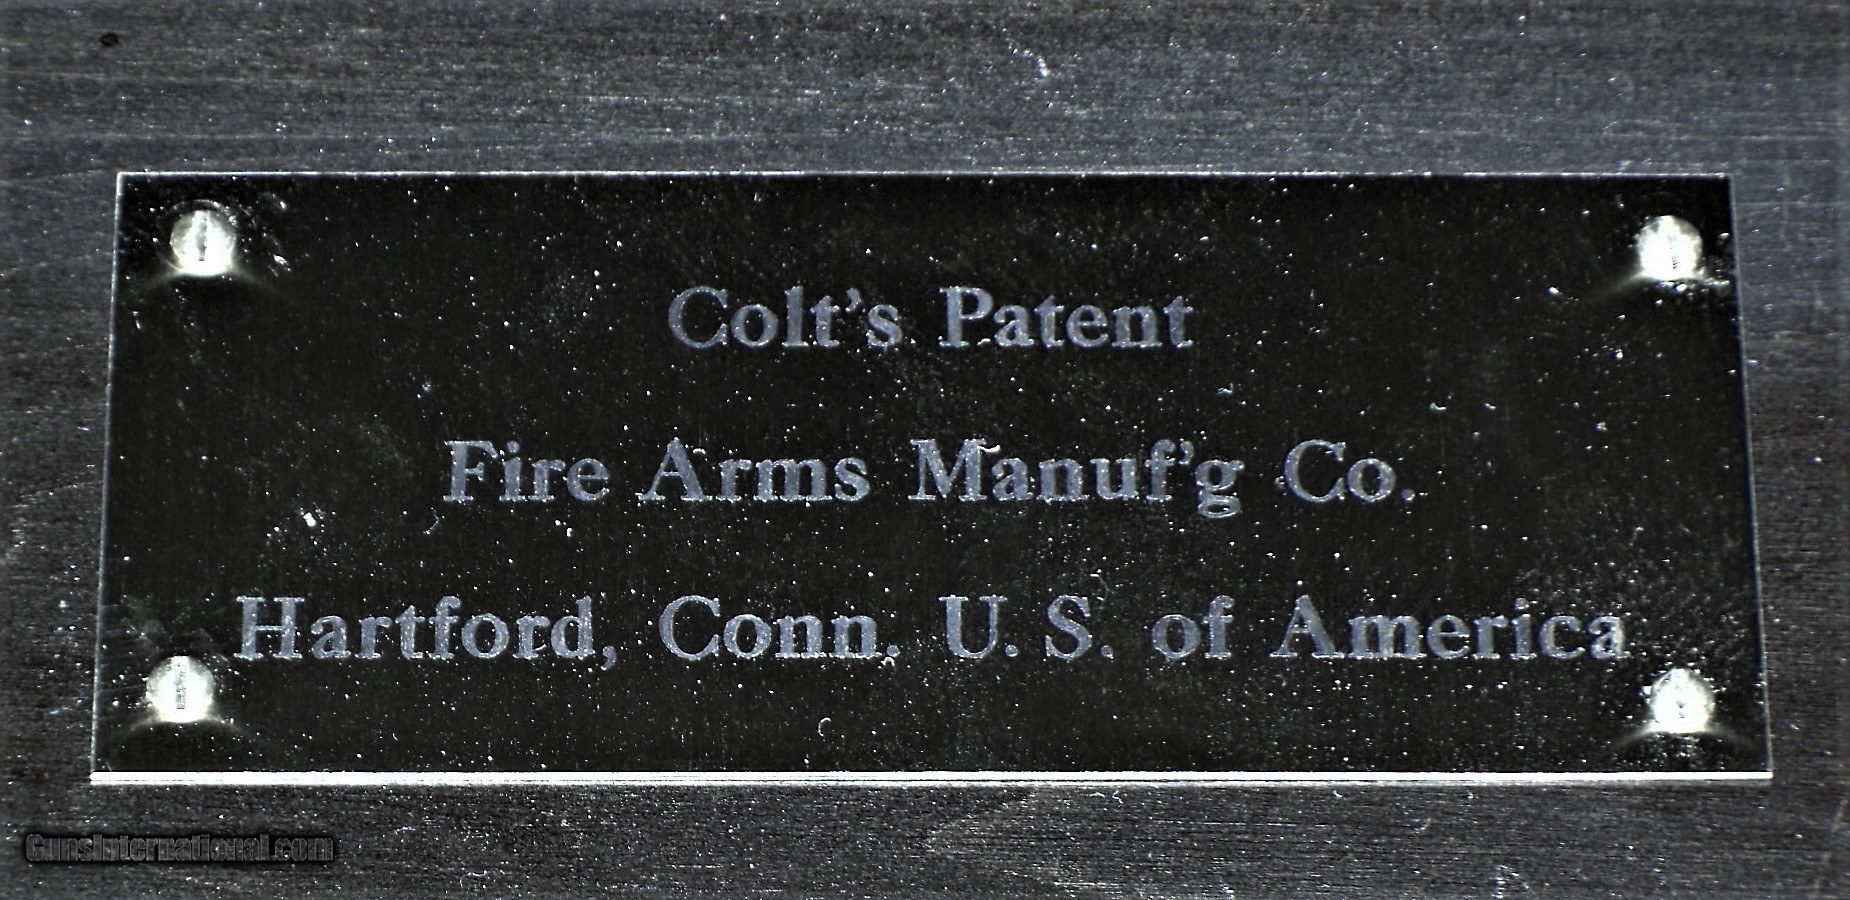 Colt's Patent
Fire Arms Manuf'g Co.
Hartford, Conn. U. S. of America
GunsInternational.com